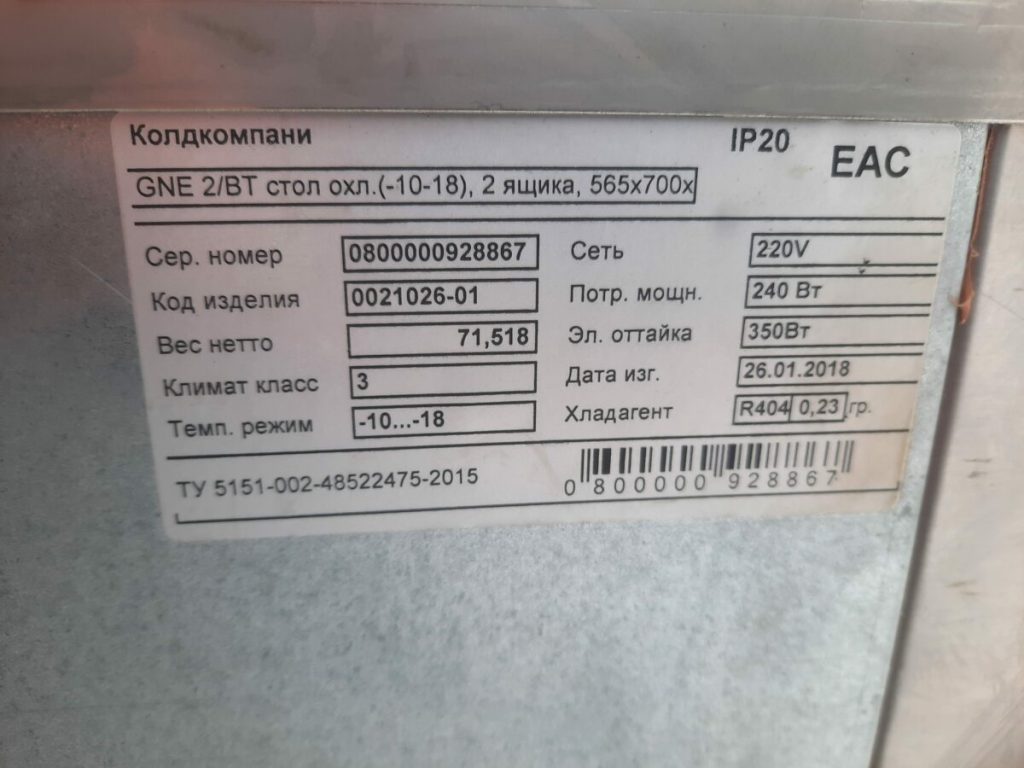 Колдкомпани IP20 EAC
GNE 2/BT стол охл.(-10-18), 2 ящика, 565x700x
Сер. номер 0800000928867 Сеть 220V
Код изделия 0021026-01 Потр. мощн. 240 Вт
Вес нетто 71,518 Эл. оттайка 350Вт
Климат класс 3 Дата изг. 26.01.2018
Темп. режим -10...-18 Хладагент R404 0,23 гр.
ТУ 5151-002-48522475-2015 0 800000 928867